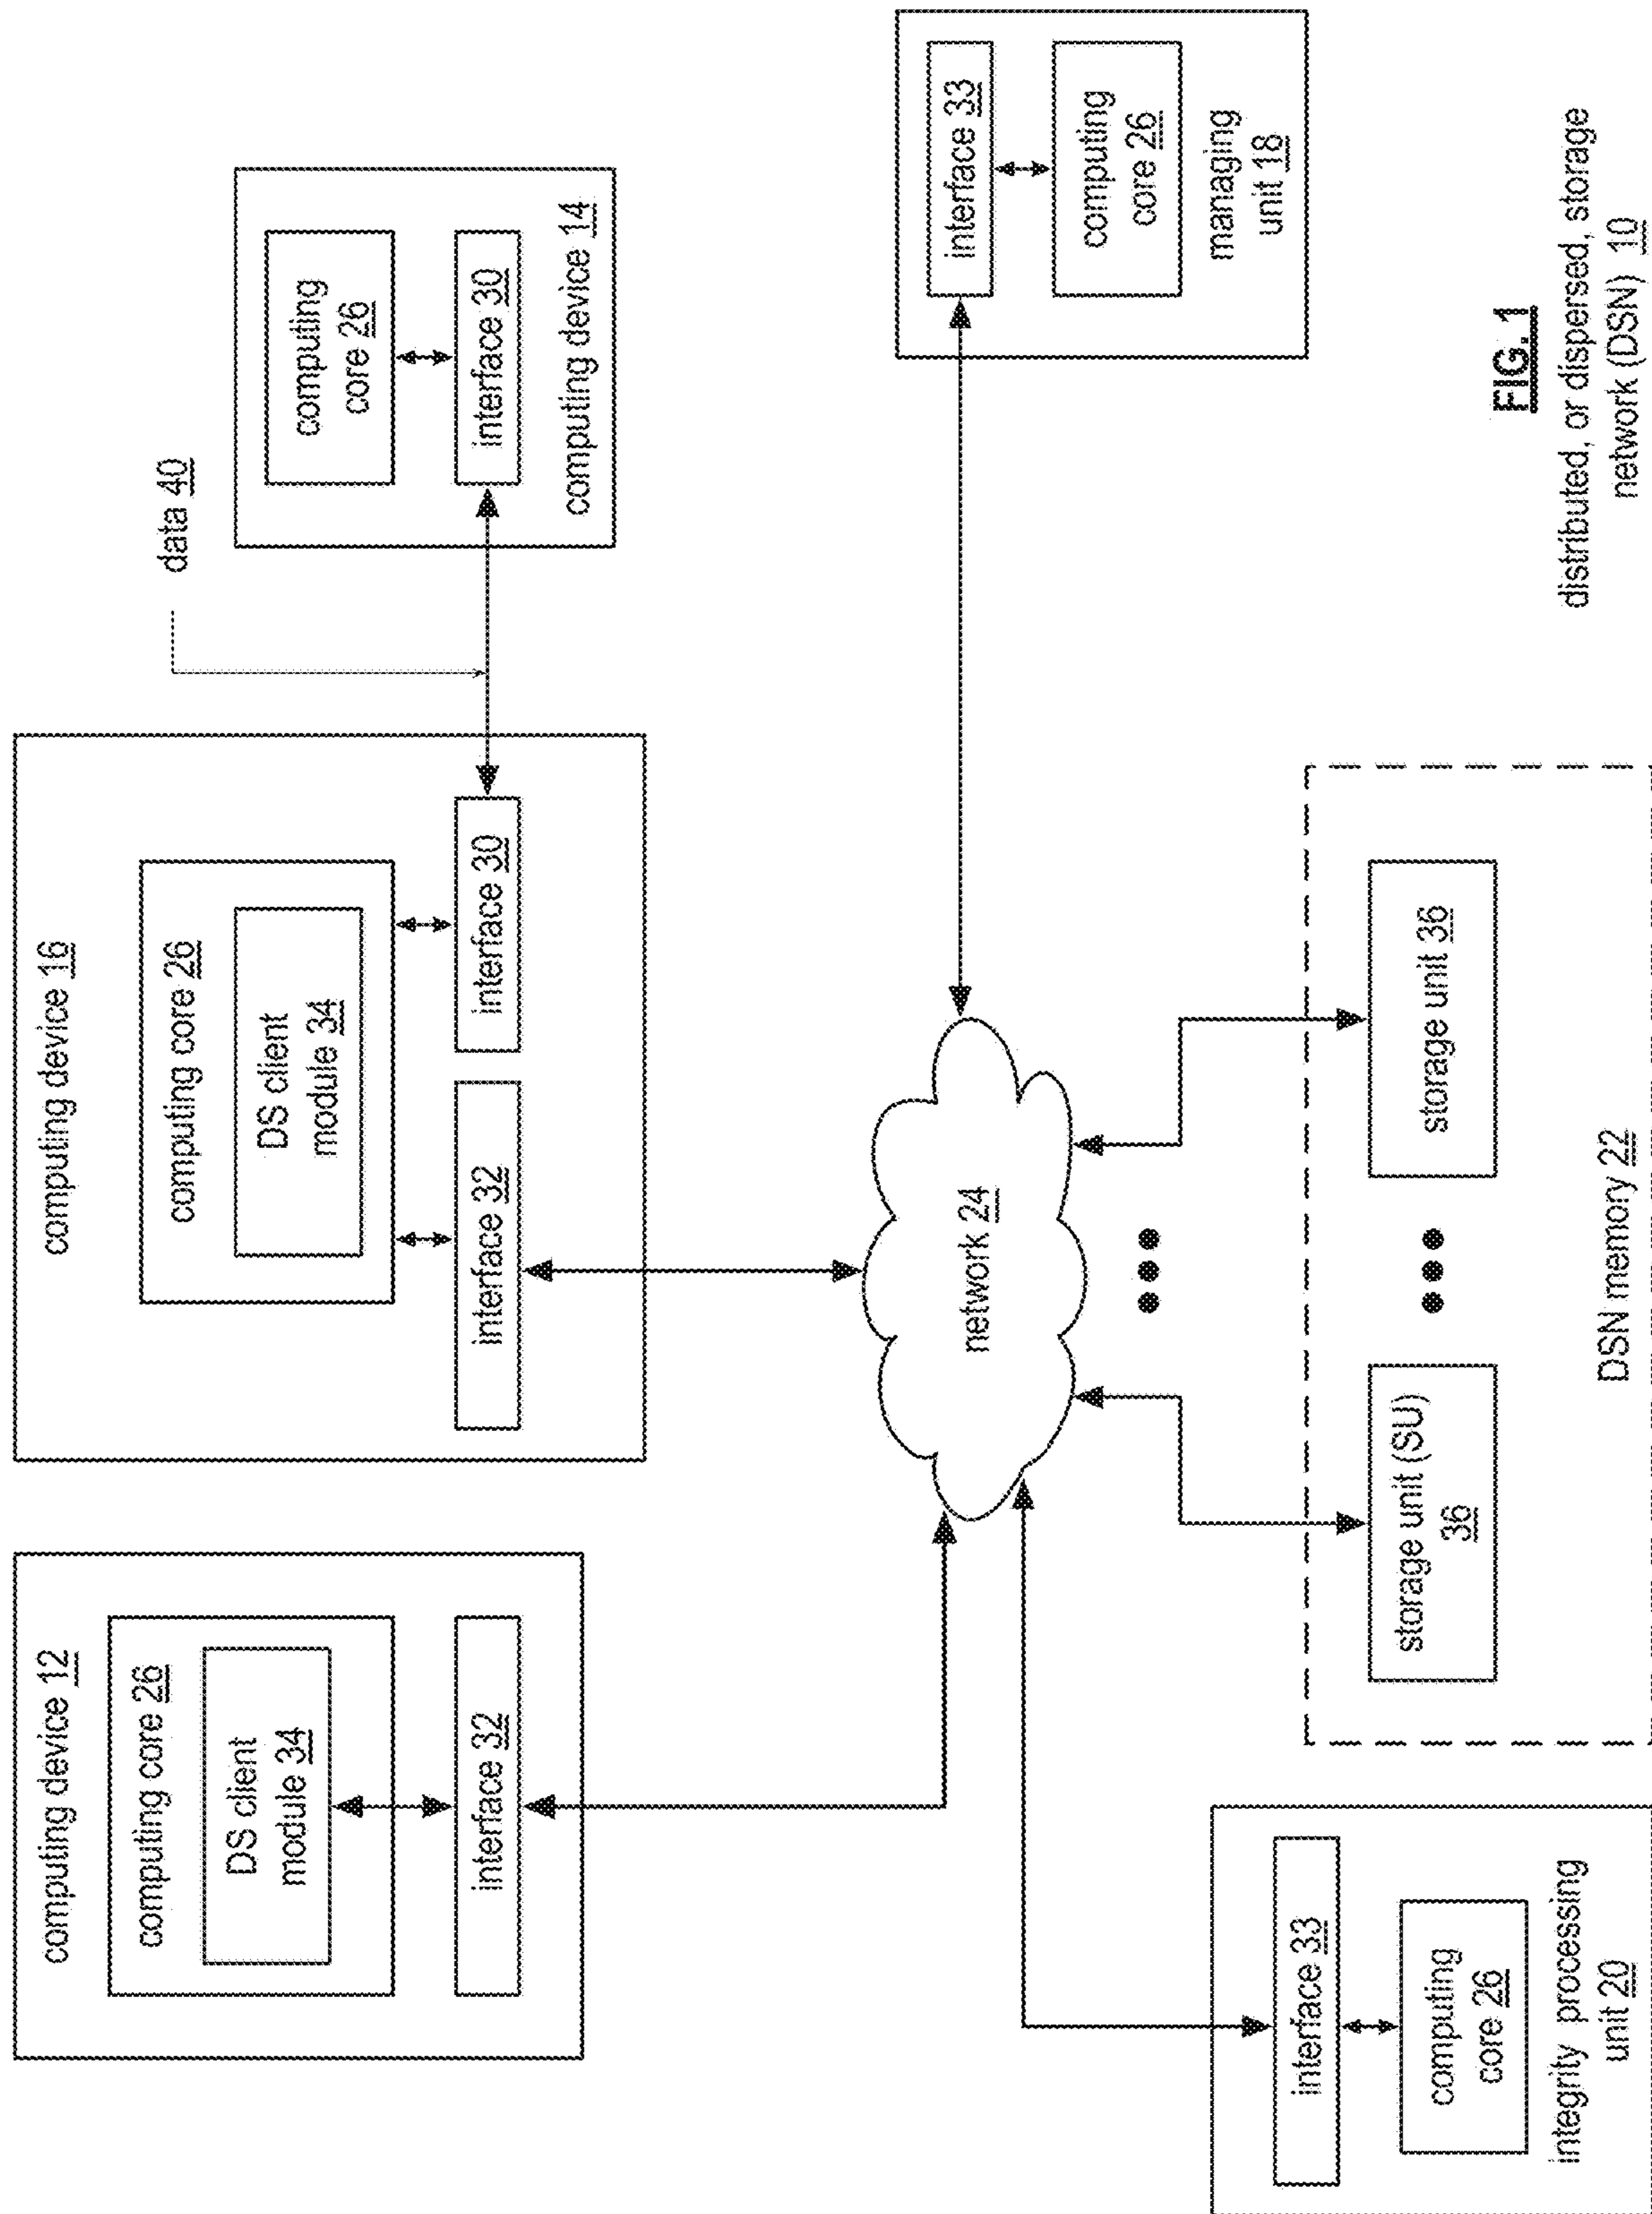 computing device 12
computing core 26
DS client
module 34
interface 32
computing device 16
computing core 26
DS client
module 34
interface 32
interface 30
data 40
computing
core 26
interface 30
computing device 14
network 24
interface 33
computing
core 26
managing
unit 18
interface 33
computing
core 26
integrity processing
unit 20
storage unit (SU)
36
storage unit 36
DSN memory 22
FIG. 1
distributed, or dispersed, storage
network (DSN) 10